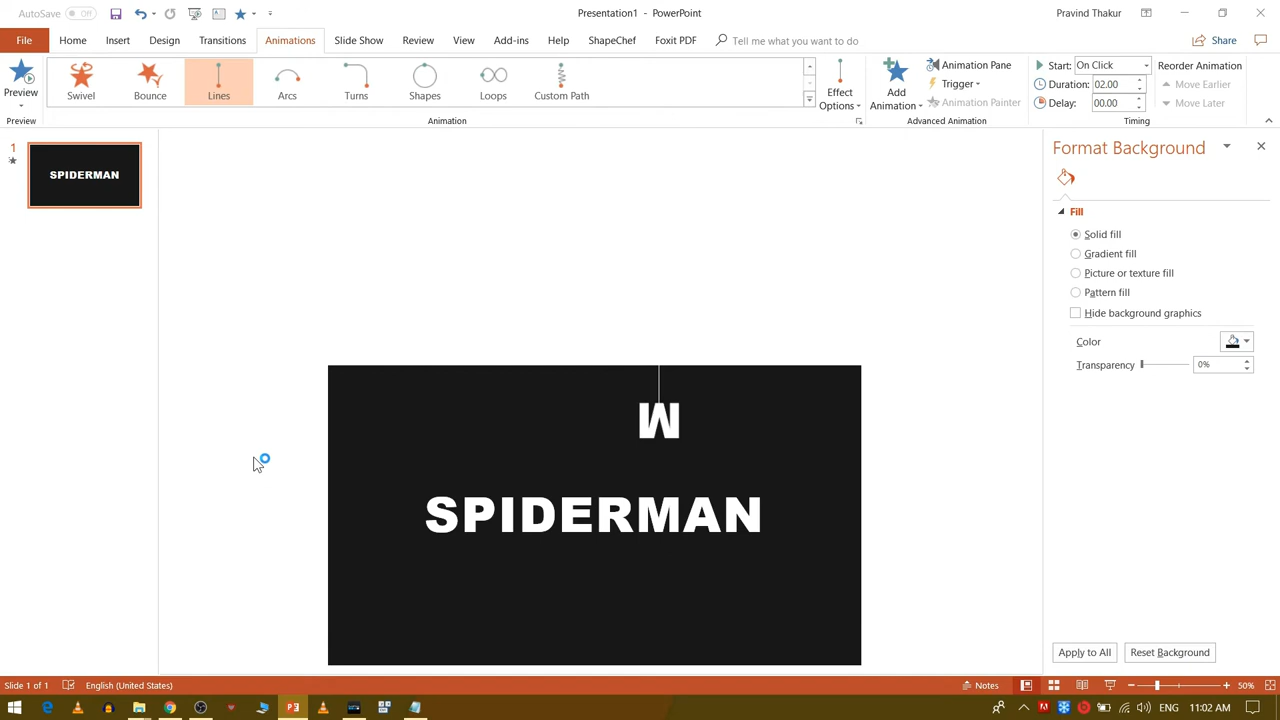 AutoSave Off
Presentation1 - PowerPoint
Pravind Thakur
File Home Insert Design Transitions Animations Slide Show Review View Add-ins Help ShapeChef Foxit PDF Tell me what you want to do Share
Preview
Swivel Bounce Lines Arcs Turns Shapes Loops Custom Path
Effect Options
Add Animation
Animation Pane
Trigger
Animation Painter
Start: On Click
Duration: 02.00
Delay: 00.00
Reorder Animation
Move Earlier
Move Later
Preview Animation Advanced Animation Timing
1
SPIDERMAN
M
SPIDERMAN
Format Background
Fill
Solid fill
Gradient fill
Picture or texture fill
Pattern fill
Hide background graphics
Color
Transparency 0%
Apply to All Reset Background
Slide 1 of 1 English (United States) Notes 50%
11:02 AM